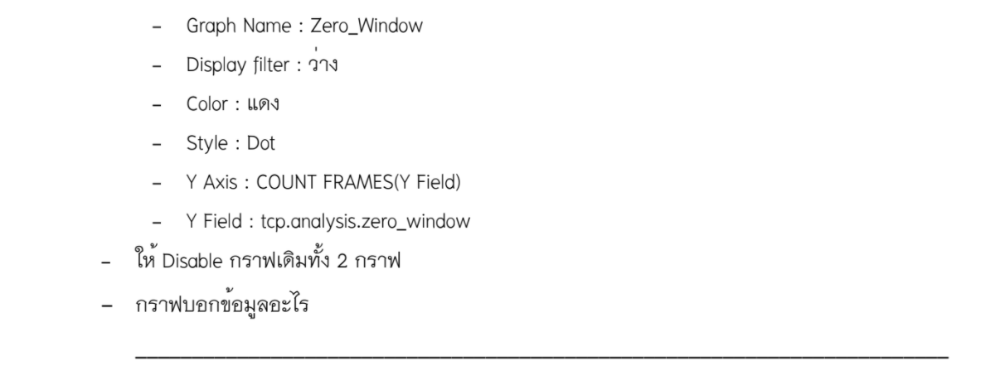 - Graph Name : Zero_Window
- Display filter : ว่าง
- Color : แดง
- Style : Dot
- Y Axis : COUNT FRAMES(Y Field)
- Y Field : tcp.analysis.zero_window
- ให้ Disable กราฟเดิมทั้ง 2 กราฟ
- กราฟบอกข้อมูลอะไร